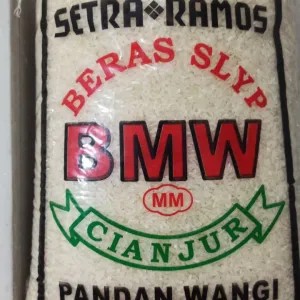 SETRA❖RAMOS
BERAS SLYP
BMW
MM
CIANJUR
PANDAN WANGI